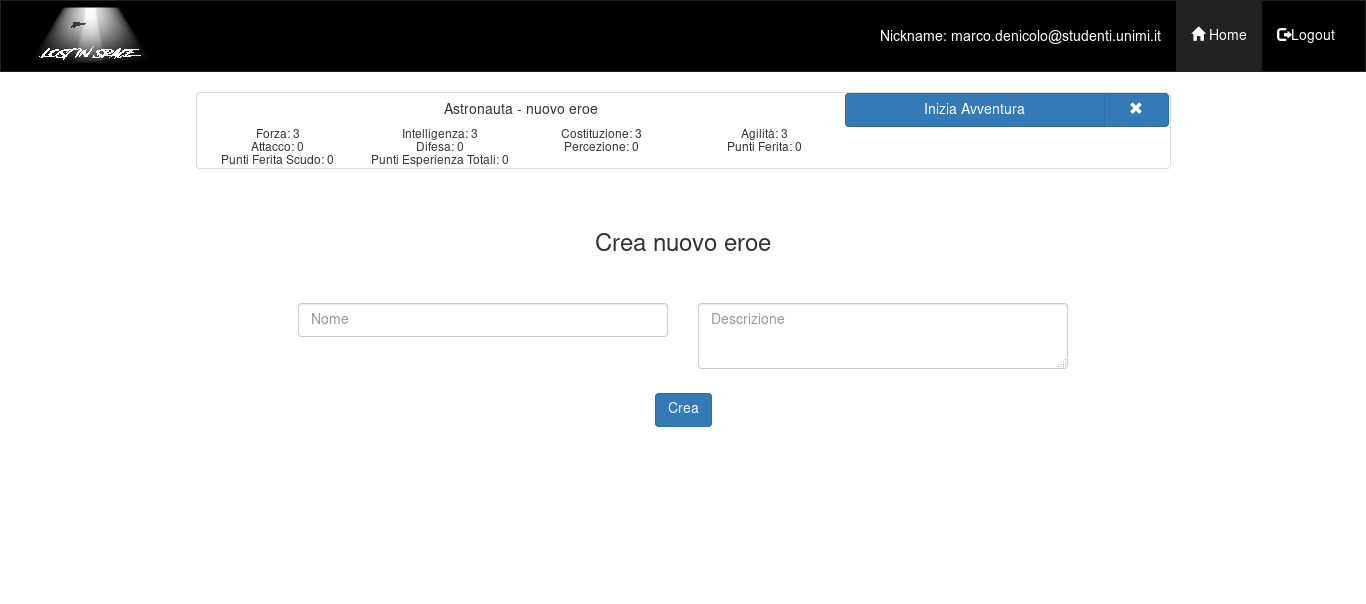 LOST IN SPACE
Nickname: marco.denicolo@studenti.unimi.it
Home
Logout
Astronauta - nuovo eroe
Inizia Avventura
Forza: 3
Intelligenza: 3
Costituzione: 3
Agilità: 3
Attacco: 0
Difesa: 0
Percezione: 0
Punti Ferita: 0
Punti Ferita Scudo: 0
Punti Esperienza Totali: 0
Crea nuovo eroe
Nome
Descrizione
Crea